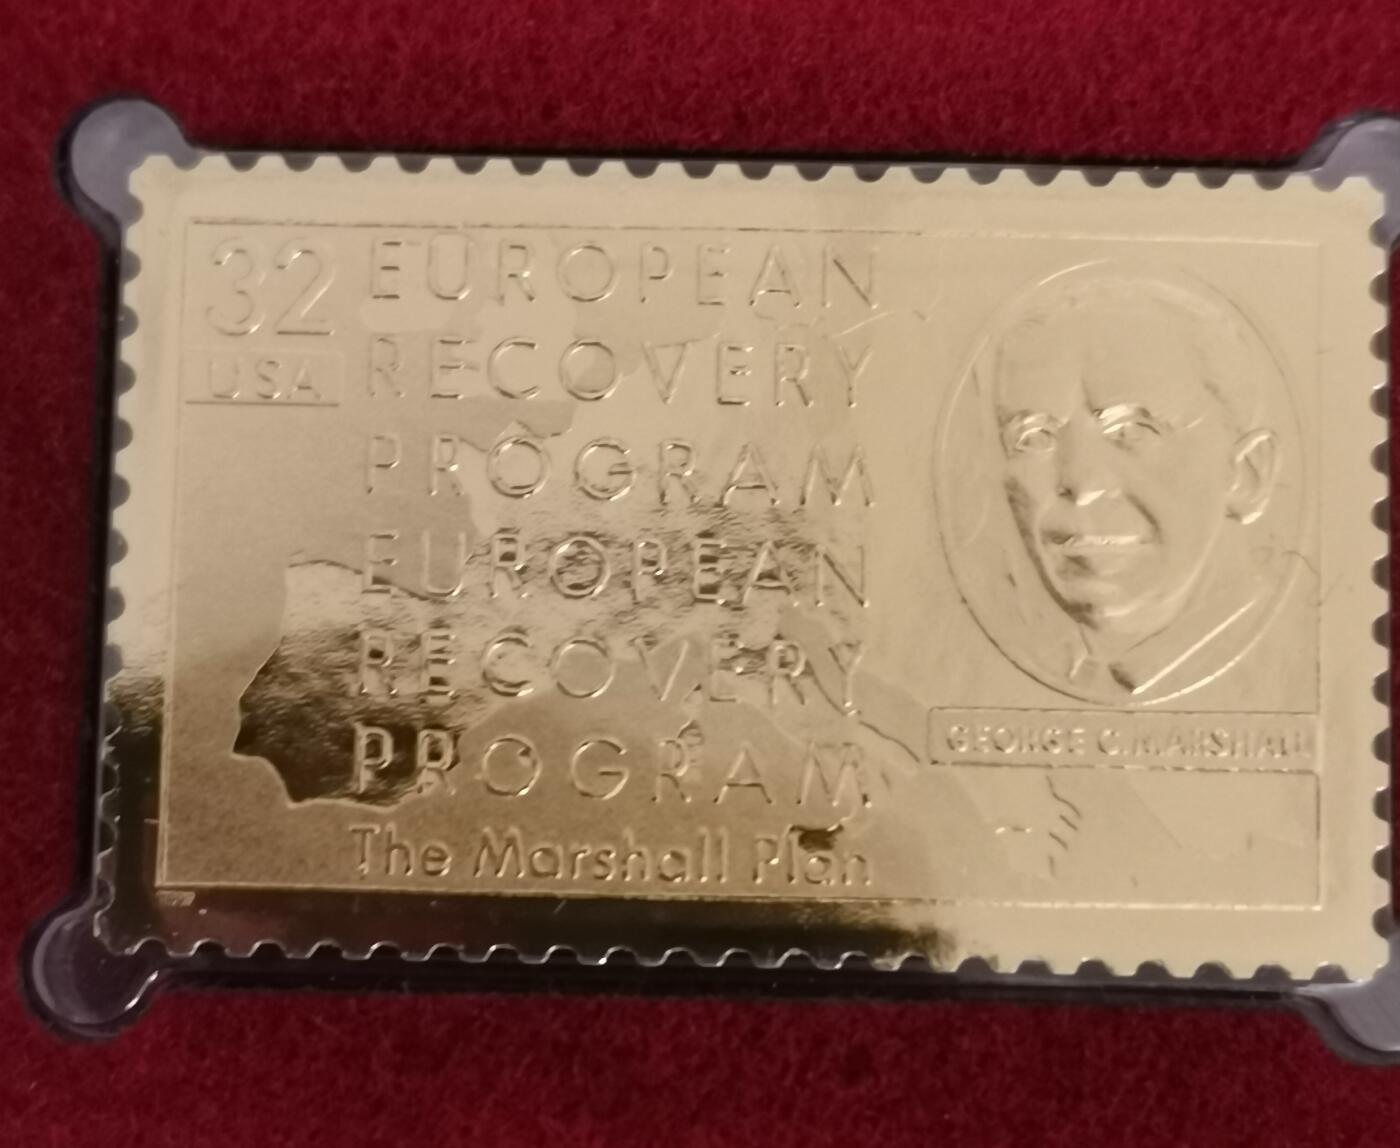 32
USA
EUROPEAN
RECOVERY
PROGRAM
EUROPEAN
RECOVERY
PROGRAM
The Marshall Plan
GEORGE C. MARSHALL